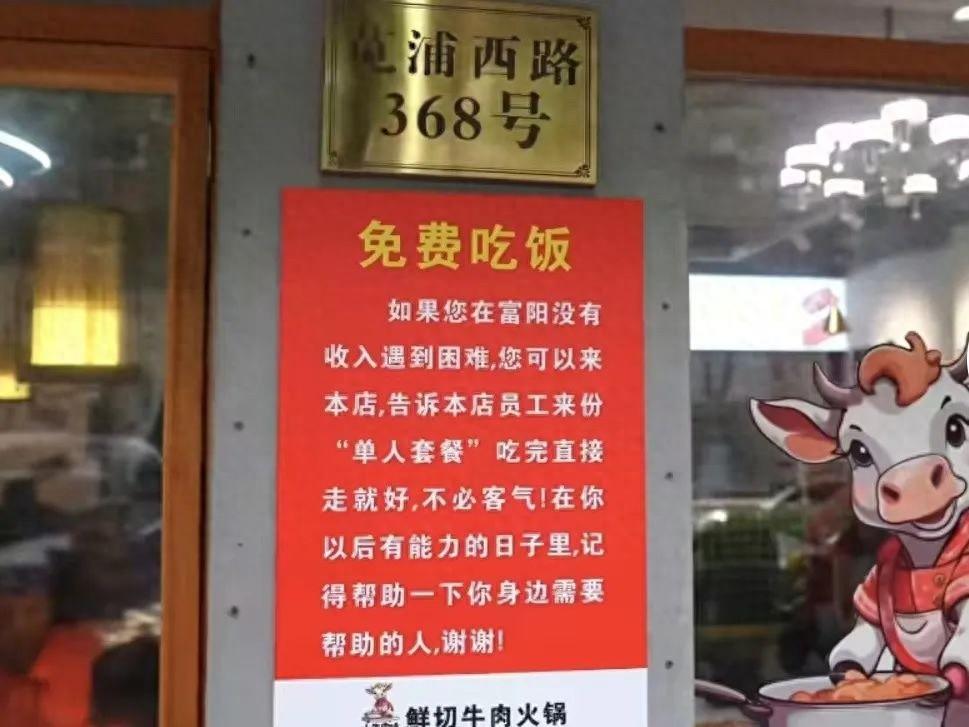 苋浦西路
368号
免费吃饭
如果您在富阳没有
收入遇到困难,您可以来
本店,告诉本店员工来份
“单人套餐”吃完直接
走就好,不必客气!在你
以后有能力的日子里,记
得帮助一下你身边需要
帮助的人,谢谢!
鲜切牛肉火锅